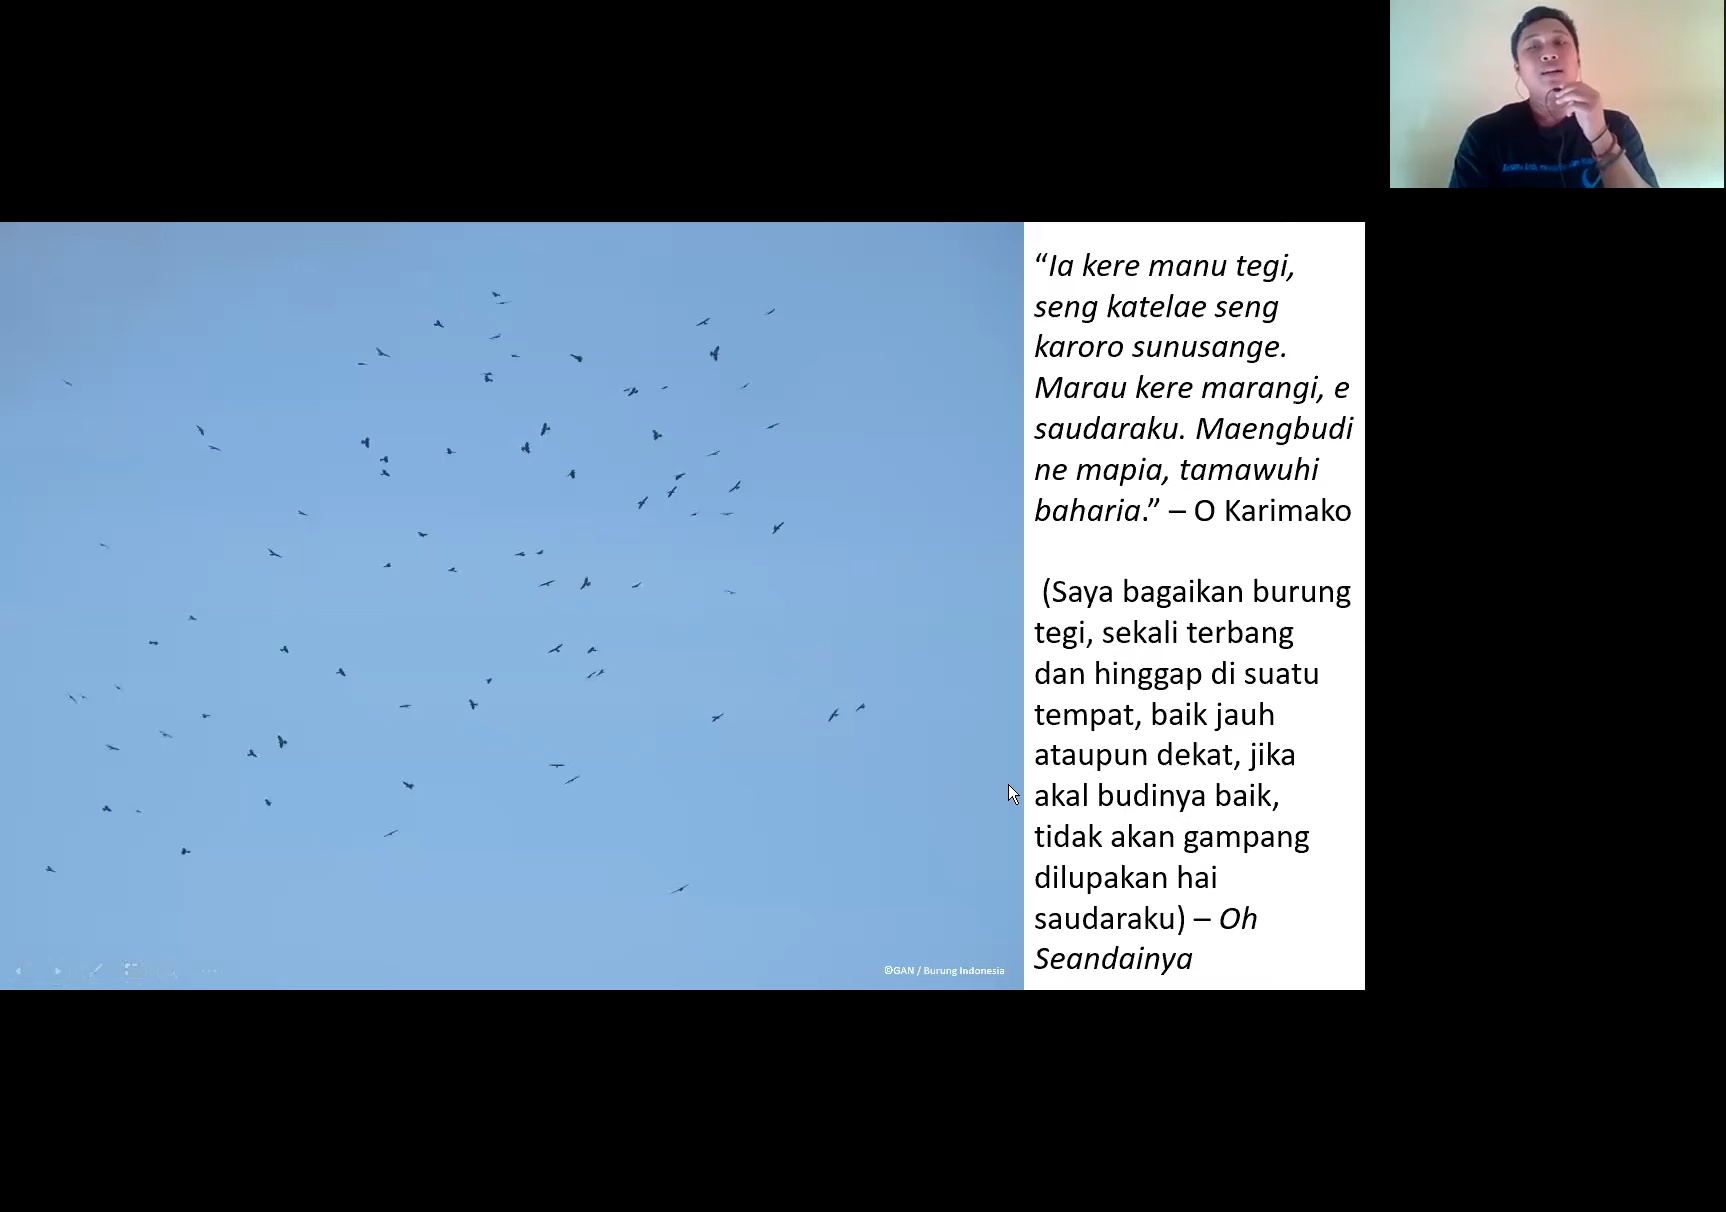 “Ia kere manu tegi,
seng katelae seng
karoro sunusange.
Marau kere marangi, e
saudaraku. Maengbudi
ne mapia, tamawuhi
baharia.” – O Karimako
(Saya bagaikan burung
tegi, sekali terbang
dan hinggap di suatu
tempat, baik jauh
ataupun dekat, jika
akal budinya baik,
tidak akan gampang
dilupakan hai
saudaraku) – Oh
Seandainya
©GAN / Burung Indonesia